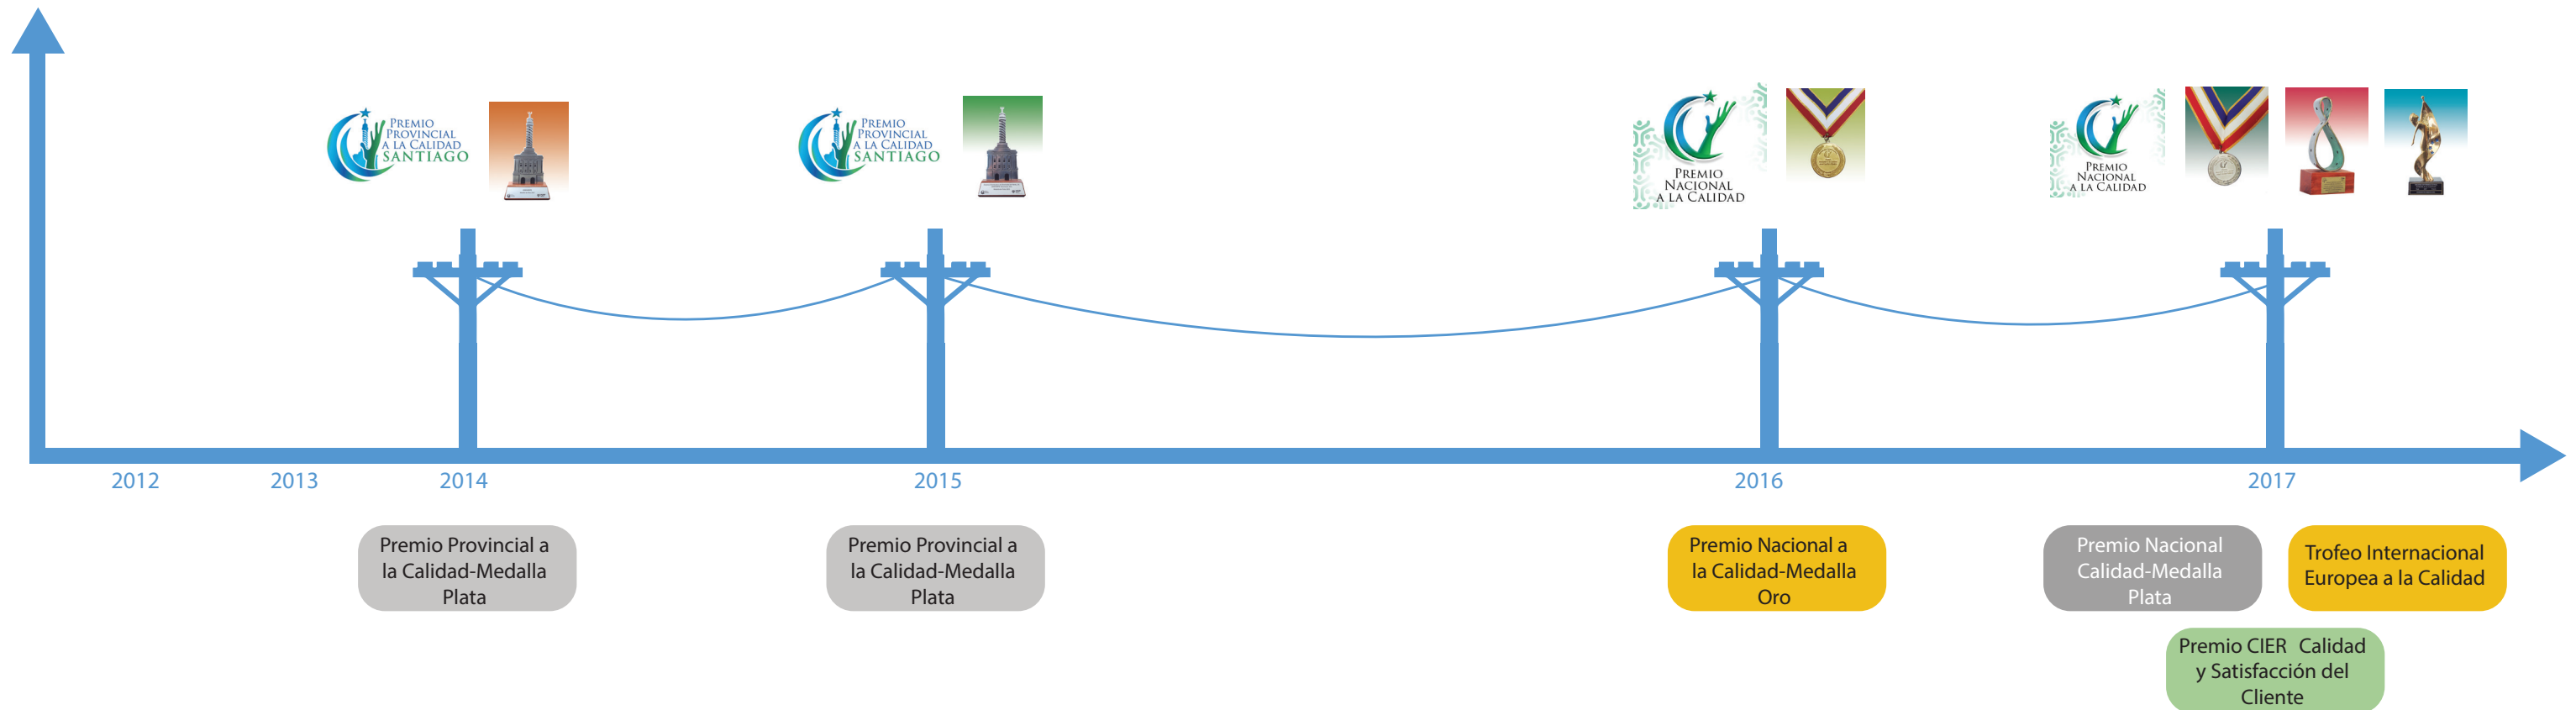 PREMIO
PROVINCIAL
A LA CALIDAD
SANTIAGO
PREMIO
PROVINCIAL
A LA CALIDAD
SANTIAGO
PREMIO
NACIONAL
A LA CALIDAD
PREMIO
NACIONAL
A LA CALIDAD
2012
2013
2014
2015
2016
2017
Premio Provincial a
la Calidad-Medalla
Plata
Premio Provincial a
la Calidad-Medalla
Plata
Premio Nacional a
la Calidad-Medalla
Oro
Premio Nacional
Calidad-Medalla
Plata
Trofeo Internacional
Europea a la Calidad
Premio CIER Calidad
y Satisfacción del
Cliente